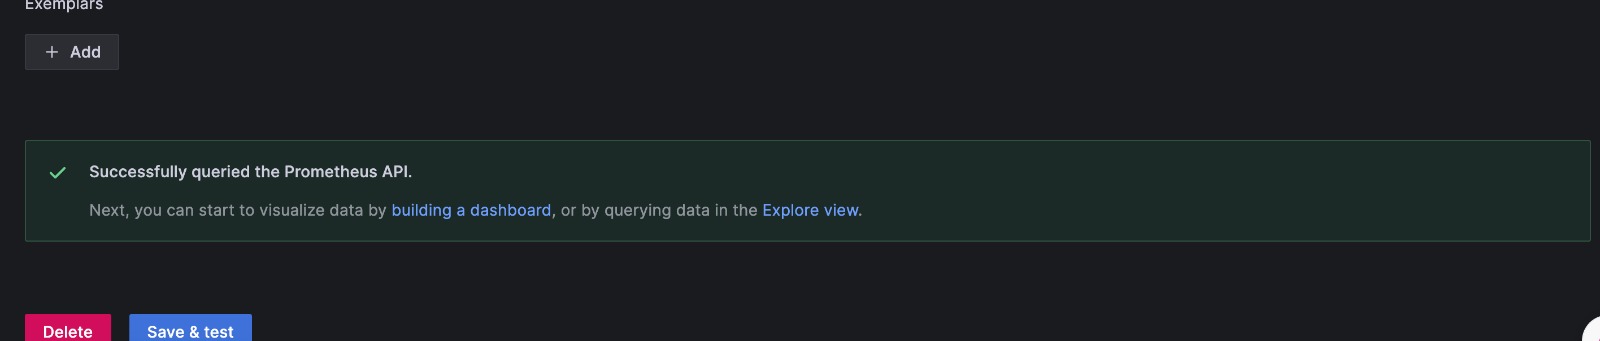 Exemplars
Add
Successfully queried the Prometheus API.
Next, you can start to visualize data by building a dashboard, or by querying data in the Explore view.
Delete Save & test